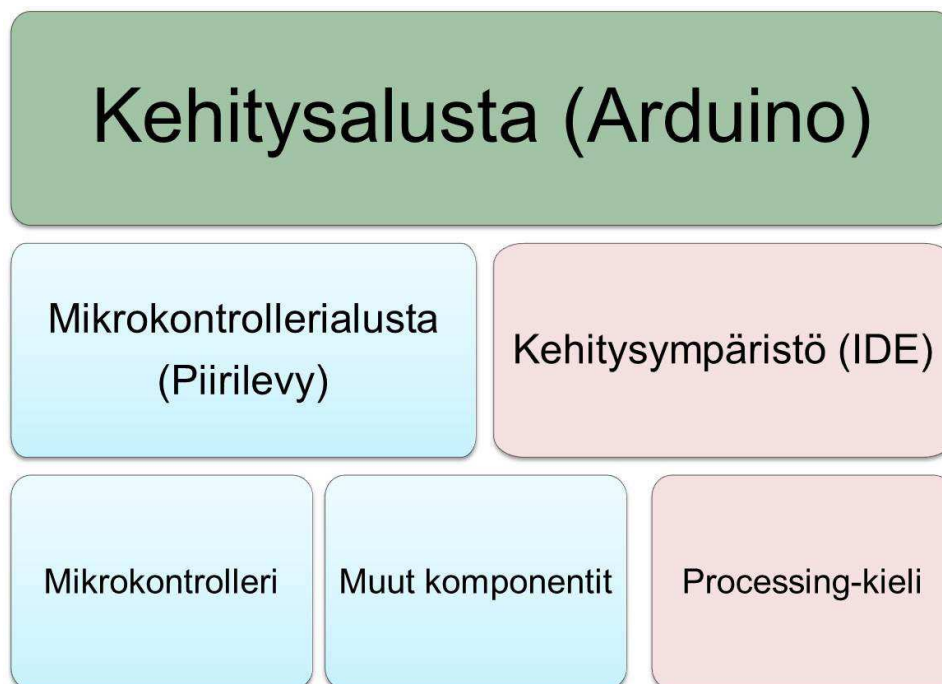 Kehitysalusta (Arduino)
Mikrokontrollerialusta
(Piirilevy)
Kehitysympäristö (IDE)
Mikrokontrolleri
Muut komponentit
Processing-kieli